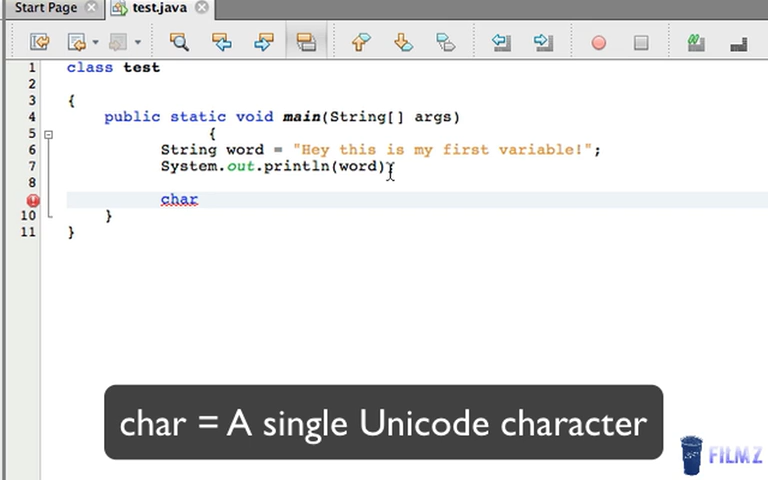 Start Page test.java
1 class test
2
3 {
4 public static void main(String[] args)
5 {
6 String word = "Hey this is my first variable!";
7 System.out.println(word);
8
char
10 }
11 }
char = A single Unicode character
FILMZ